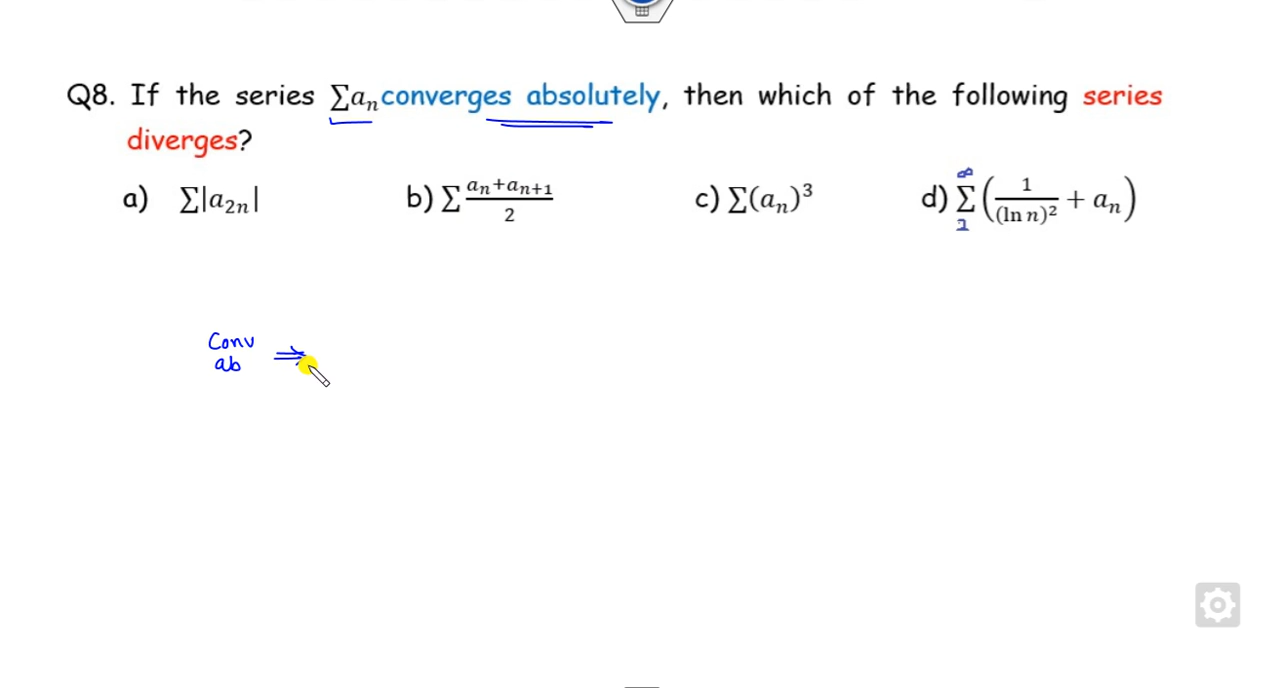 Q8. If the series ∑aₙ converges absolutely, then which of the following series
diverges?
a) ∑|a₂ₙ| b) ∑ (aₙ+aₙ₊₁)/2 c) ∑(aₙ)³ d) ∑ (1/(ln n)² + aₙ)
Conv ⇒
ab